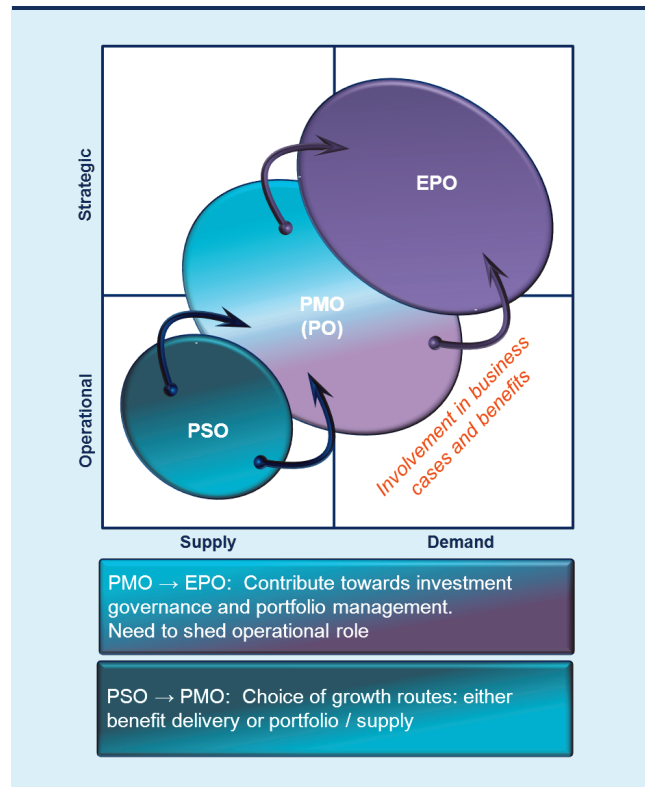 Strategic
EPO
PMO
(PO)
Operational
PSO
Involvement in business
cases and benefits
Supply
Demand
PMO → EPO:  Contribute towards investment
governance and portfolio management.
Need to shed operational role
PSO → PMO:  Choice of growth routes: either
benefit delivery or portfolio / supply